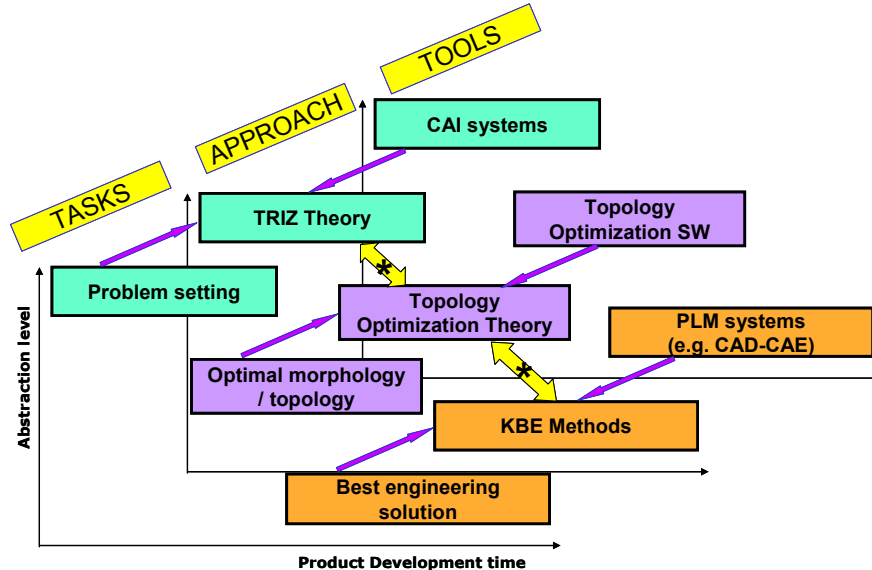 TOOLS
APPROACH
TASKS
CAI systems
TRIZ Theory
Topology
Optimization SW
Problem setting
*
Topology
Optimization Theory
PLM systems
(e.g. CAD-CAE)
Optimal morphology
/ topology
*
KBE Methods
Best engineering
solution
Abstraction level
Product Development time